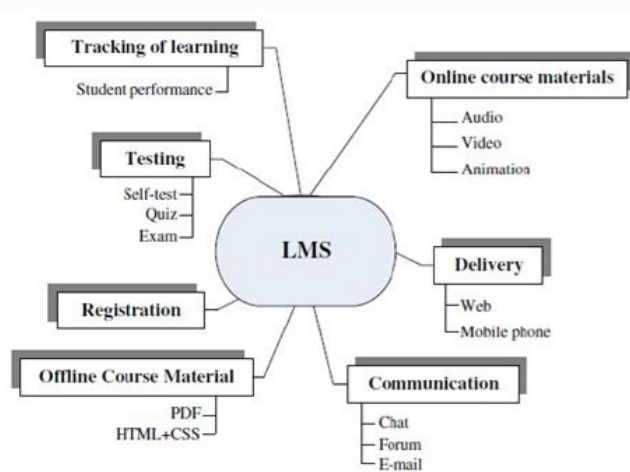 Tracking of learning
Student performance
Online course materials
Audio
Video
Animation
Testing
Self-test
Quiz
Exam
LMS
Delivery
Web
Mobile phone
Registration
Offline Course Material
PDF
HTML+CSS
Communication
Chat
Forum
E-mail